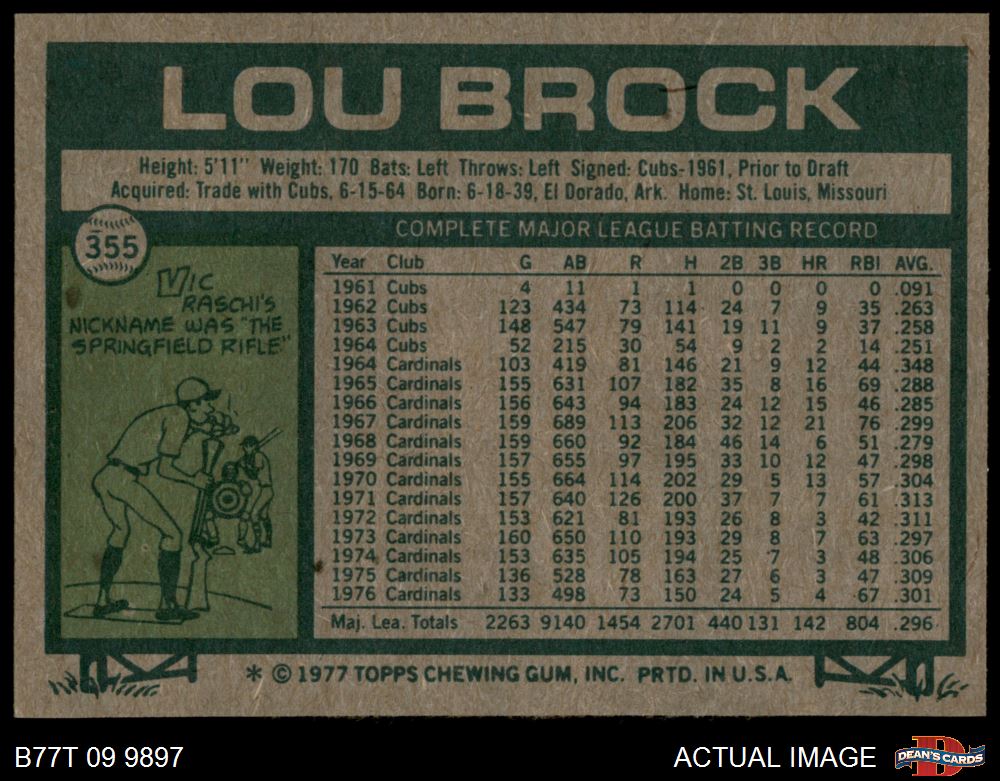 LOU BROCK
Height: 5'11" Weight: 170 Bats: Left Throws: Left Signed: Cubs-1961, Prior to Draft
Acquired: Trade with Cubs, 6-15-64 Born: 6-18-39, El Dorado, Ark. Home: St. Louis, Missouri
355
COMPLETE MAJOR LEAGUE BATTING RECORD
VIC
RASCHI'S
NICKNAME WAS "THE
SPRINGFIELD RIFLE"
Year Club G AB R H 2B 3B HR RBI AVG.
1961 Cubs 4 11 1 1 0 0 0 0 .091
1962 Cubs 123 434 73 114 24 7 9 35 .263
1963 Cubs 148 547 79 141 19 11 9 37 .258
1964 Cubs 52 215 30 54 9 2 2 14 .251
1964 Cardinals 103 419 81 146 21 9 12 44 .348
1965 Cardinals 155 631 107 182 35 8 16 69 .288
1966 Cardinals 156 643 94 183 24 12 15 46 .285
1967 Cardinals 159 689 113 206 32 12 21 76 .299
1968 Cardinals 159 660 92 184 46 14 6 51 .279
1969 Cardinals 157 655 97 195 33 10 12 47 .298
1970 Cardinals 155 664 114 202 29 5 13 57 .304
1971 Cardinals 157 640 126 200 37 7 7 61 .313
1972 Cardinals 153 621 81 193 26 8 3 42 .311
1973 Cardinals 160 650 110 193 29 8 7 63 .297
1974 Cardinals 153 635 105 194 25 7 3 48 .306
1975 Cardinals 136 528 78 163 27 6 3 47 .309
1976 Cardinals 133 498 73 150 24 5 4 67 .301
Maj. Lea. Totals 2263 9140 1454 2701 440 131 142 804 .296
* © 1977 TOPPS CHEWING GUM, INC. PRTD. IN U.S.A.
B77T 09 9897 ACTUAL IMAGE DEAN'S CARDS